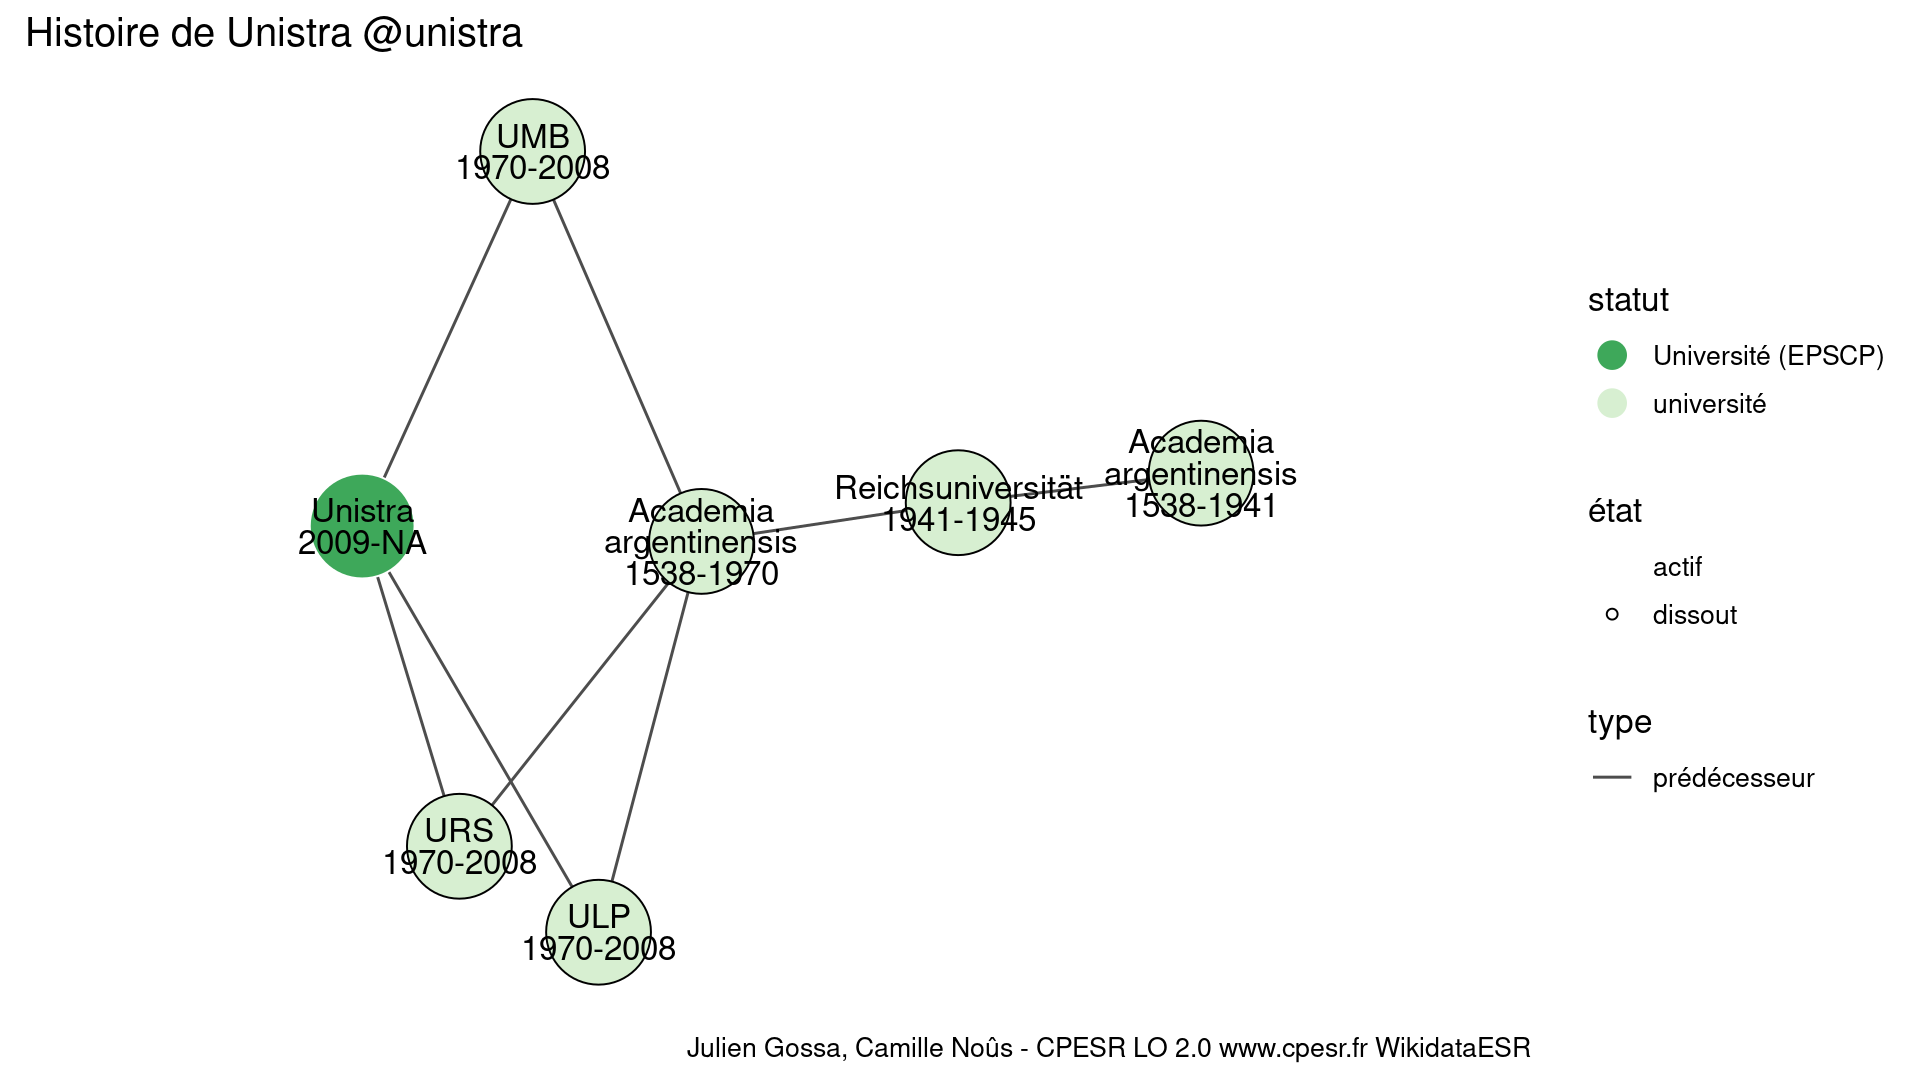 Histoire de Unistra @unistra
UMB
1970-2008
Unistra
2009-NA
Academia
argentinensis
1538-1970
Reichsuniversität
1941-1945
Academia
argentinensis
1538-1941
URS
1970-2008
ULP
1970-2008
statut
Université (EPSCP)
université
état
actif
dissout
type
prédécesseur
Julien Gossa, Camille Noûs - CPESR LO 2.0 www.cpesr.fr WikidataESR